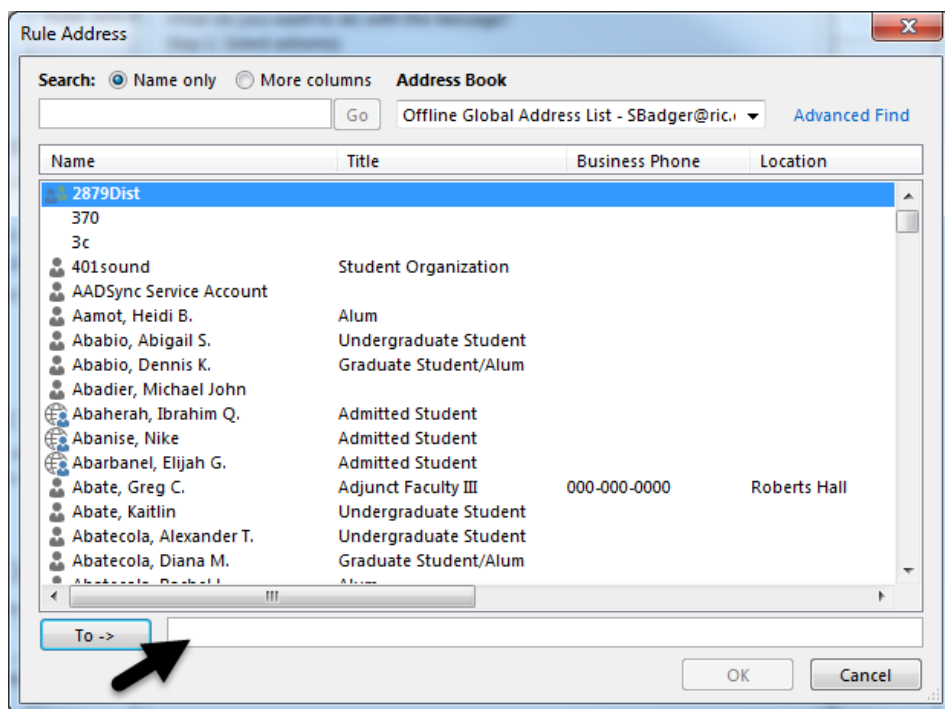 Rule Address
Search: Name only More columns Address Book
Go Offline Global Address List - SBadger@ric. Advanced Find
Name Title Business Phone Location
2879Dist
370
3c
401sound Student Organization
AADSync Service Account
Aamot, Heidi B. Alum
Ababio, Abigail S. Undergraduate Student
Ababio, Dennis K. Graduate Student/Alum
Abadier, Michael John
Abaherah, Ibrahim Q. Admitted Student
Abanise, Nike Admitted Student
Abarbanel, Elijah G. Admitted Student
Abate, Greg C. Adjunct Faculty III 000-000-0000 Roberts Hall
Abate, Kaitlin Undergraduate Student
Abatecola, Alexander T. Undergraduate Student
Abatecola, Diana M. Graduate Student/Alum
To ->
OK Cancel